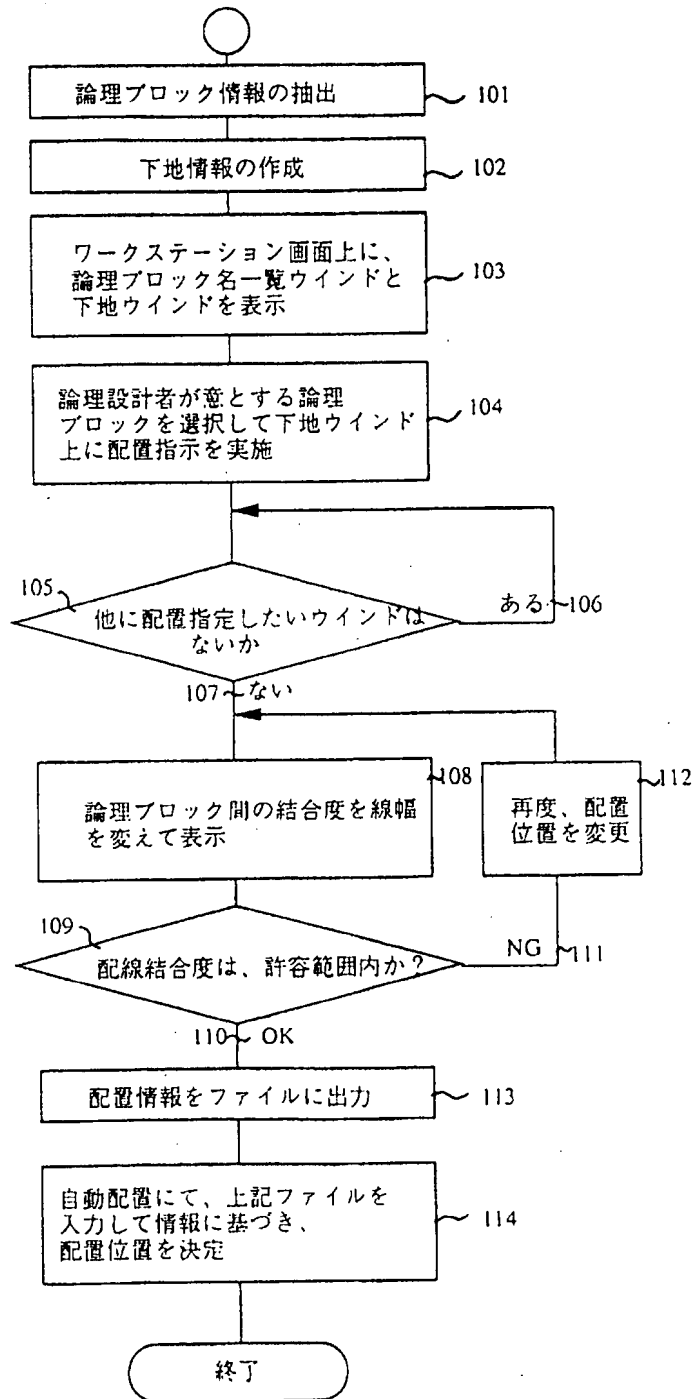 論理ブロック情報の抽出
101
下地情報の作成
102
ワークステーション画面上に、
論理ブロック名一覧ウインドと
下地ウインドを表示
103
論理設計者が意とする論理
ブロックを選択して下地ウインド
上に配置指示を実施
104
105
他に配置指定したいウインドは
ないか
ある 106
107 ない
論理ブロック間の結合度を線幅
を変えて表示
108
再度、配置
位置を変更
112
109
配線結合度は、許容範囲内か?
NG 111
110 OK
配置情報をファイルに出力
113
自動配置にて、上記ファイルを
入力して情報に基づき、
配置位置を決定
114
終了